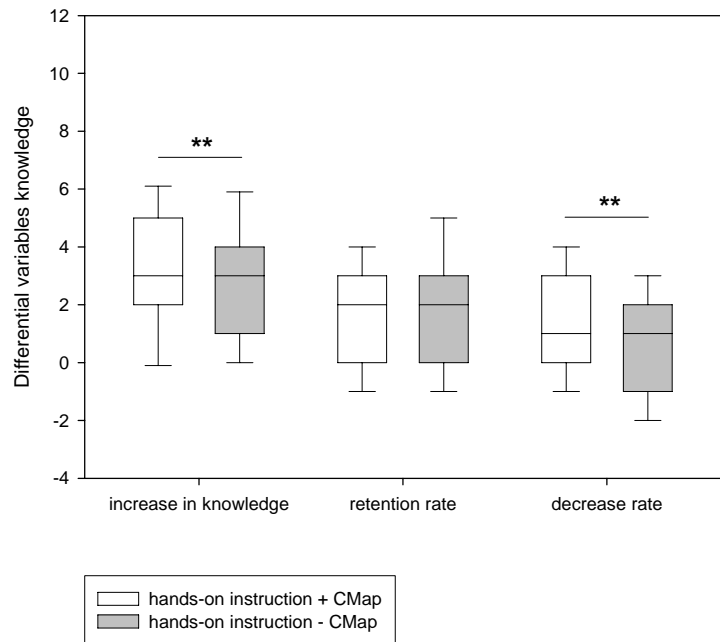 12
10
8
6
4
2
0
-2
-4
Differential variables knowledge
**
**
increase in knowledge
retention rate
decrease rate
hands-on instruction + CMap
hands-on instruction - CMap